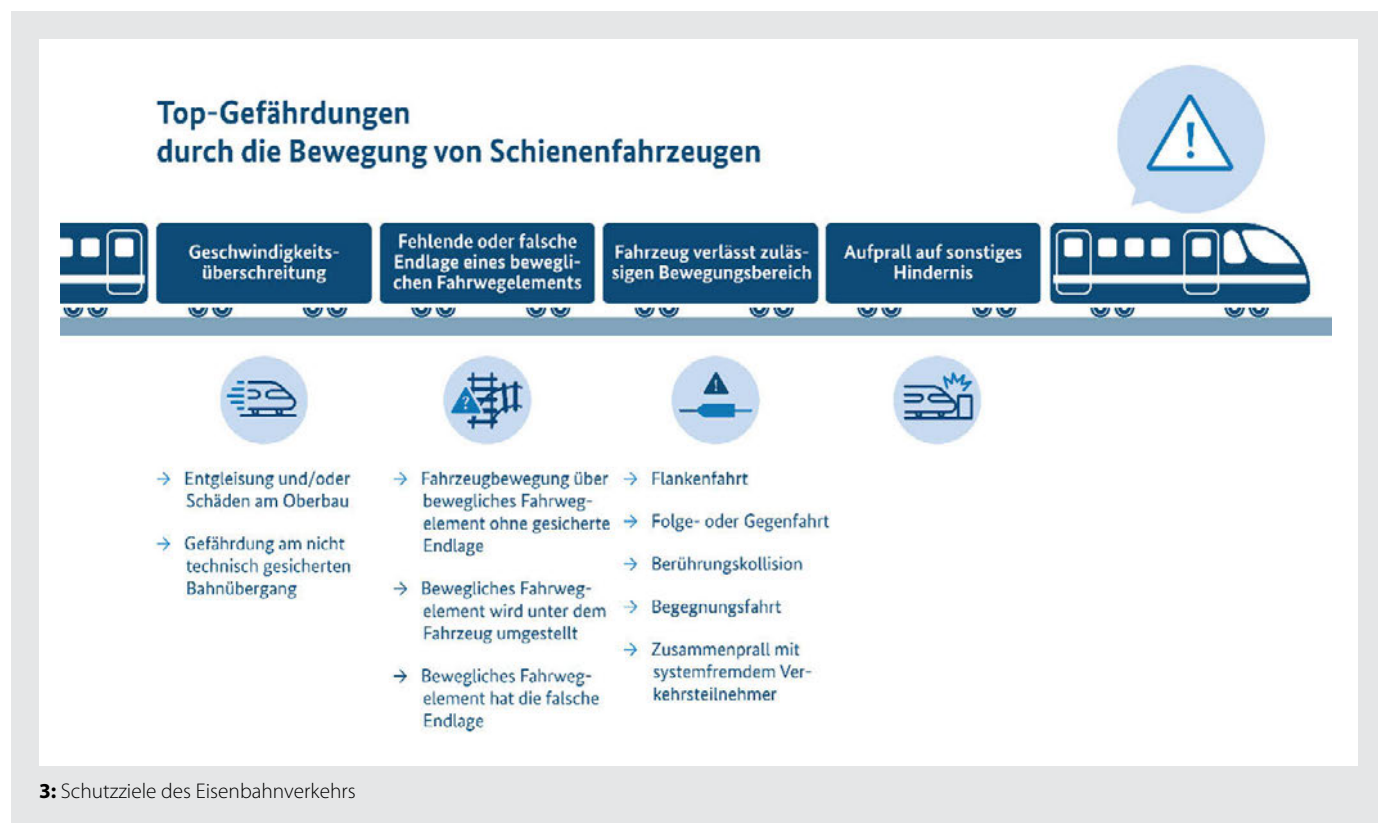 Top-Gefährdungen
durch die Bewegung von Schienenfahrzeugen
!
Geschwindigkeits-
überschreitung
Fehlende oder falsche
Endlage eines bewegli-
chen Fahrwegelements
Fahrzeug verlässt zuläs-
sigen Bewegungsbereich
Aufprall auf sonstiges
Hindernis
?
!
→ Entgleisung und/oder
Schäden am Oberbau
→ Gefährdung am nicht
technisch gesicherten
Bahnübergang
→ Fahrzeugbewegung über
bewegliches Fahrweg-
element ohne gesicherte
Endlage
→ Bewegliches Fahrweg-
element wird unter dem
Fahrzeug umgestellt
→ Bewegliches Fahrweg-
element hat die falsche
Endlage
→ Flankenfahrt
→ Folge- oder Gegenfahrt
→ Berührungskollision
→ Begegnungsfahrt
→ Zusammenprall mit
systemfremdem Ver-
kehrsteilnehmer
3: Schutzziele des Eisenbahnverkehrs